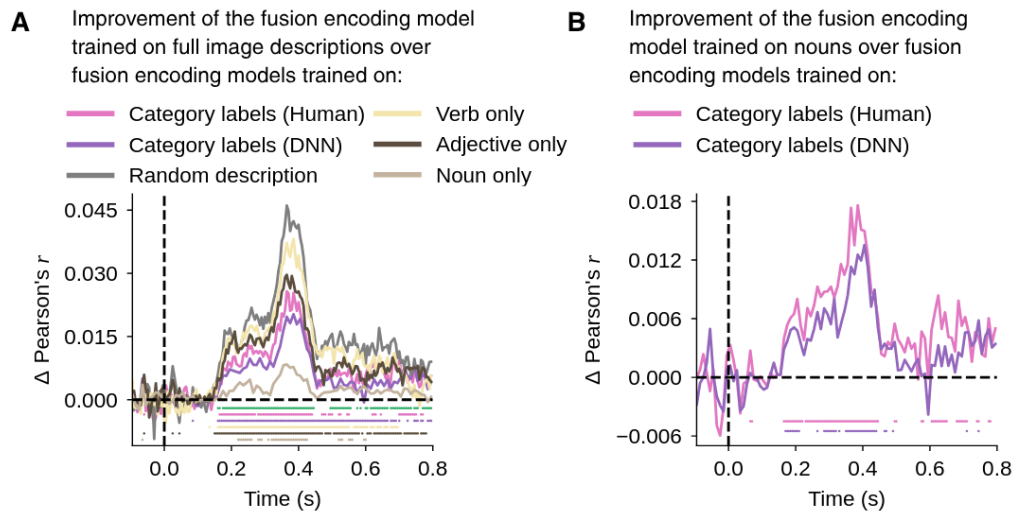 A
Improvement of the fusion encoding model
trained on full image descriptions over
fusion encoding models trained on:
Category labels (Human)
Verb only
Category labels (DNN)
Adjective only
Random description
Noun only
0.045
0.030
0.015
0.000
Δ Pearson's r
0.0
0.2
0.4
0.6
0.8
Time (s)
B
Improvement of the fusion encoding
model trained on nouns over fusion
encoding models trained on:
Category labels (Human)
Category labels (DNN)
0.018
0.012
0.006
0.000
−0.006
Δ Pearson's r
0.0
0.2
0.4
0.6
0.8
Time (s)